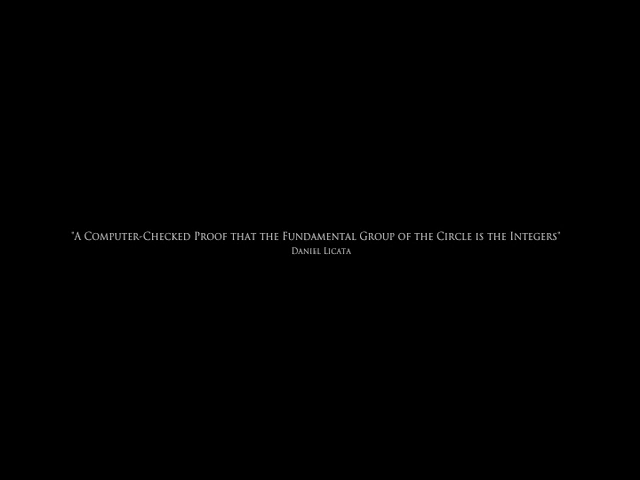 "A Computer-Checked Proof that the Fundamental Group of the Circle is the Integers"
Daniel Licata